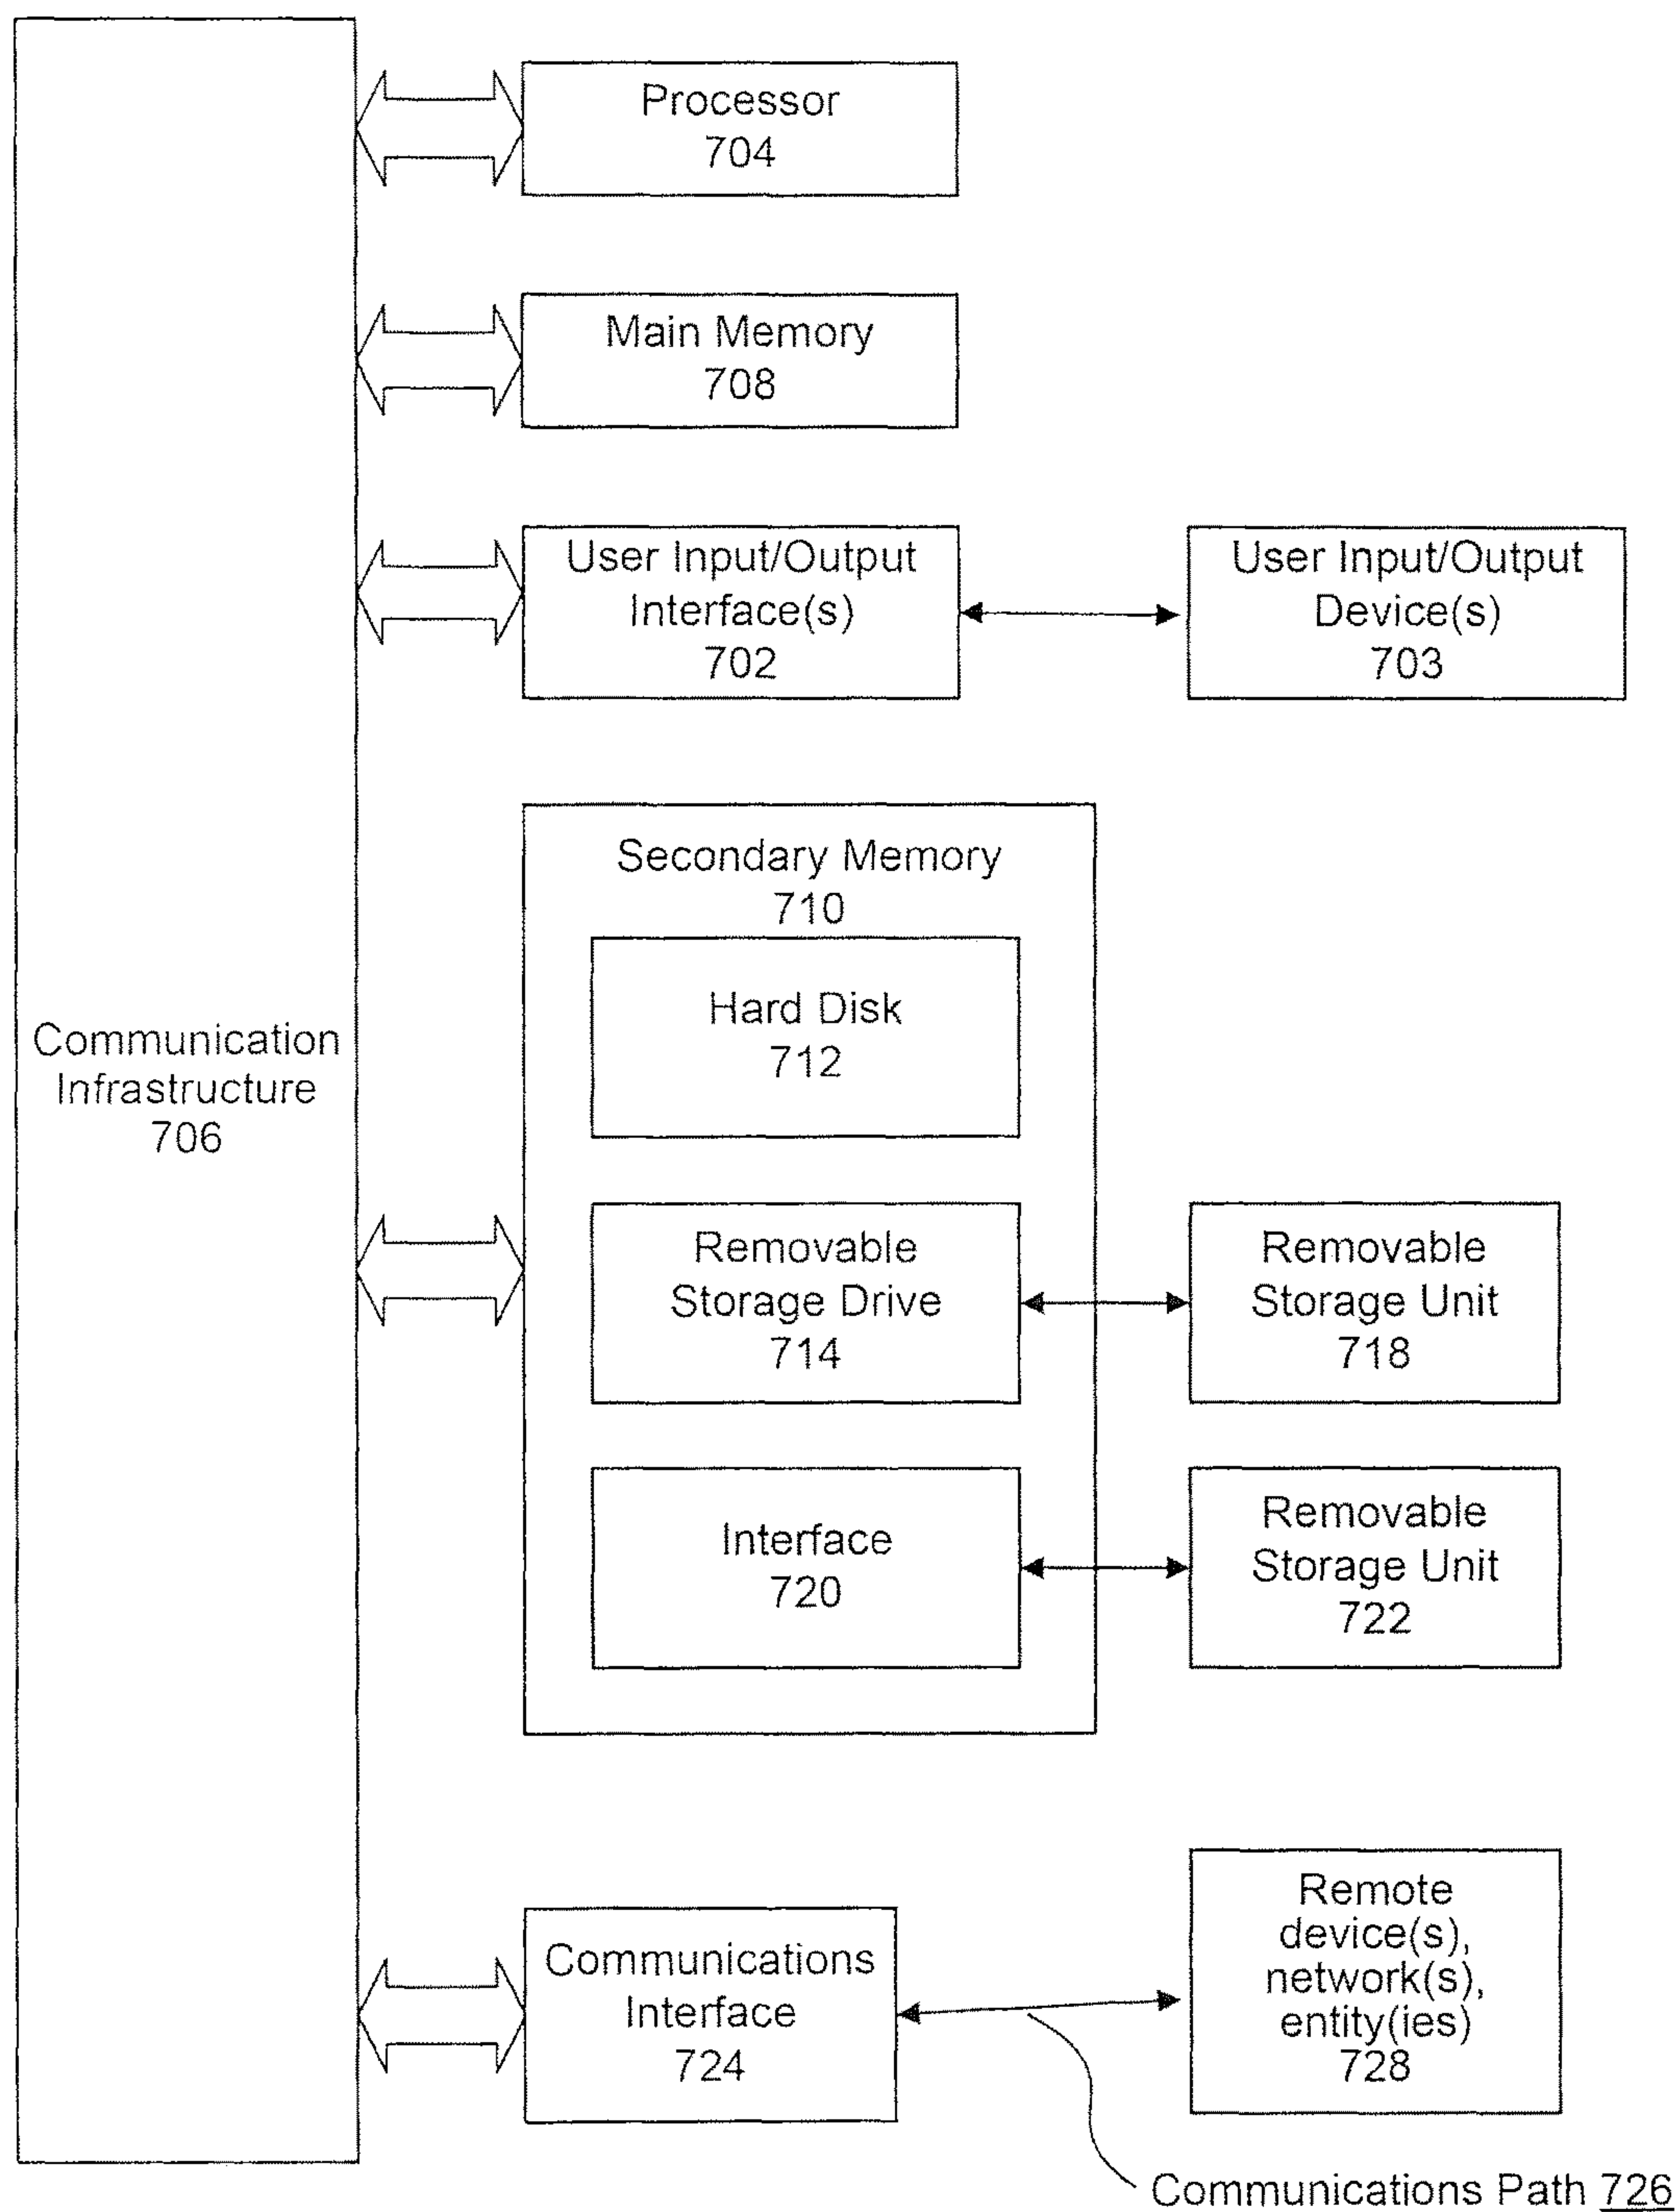 Processor
704
Main Memory
708
User Input/Output
Interface(s)
702
User Input/Output
Device(s)
703
Secondary Memory
710
Hard Disk
712
Communication
Infrastructure
706
Removable
Storage Drive
714
Removable
Storage Unit
718
Interface
720
Removable
Storage Unit
722
Communications
Interface
724
Remote
device(s),
network(s),
entity(ies)
728
Communications Path 726